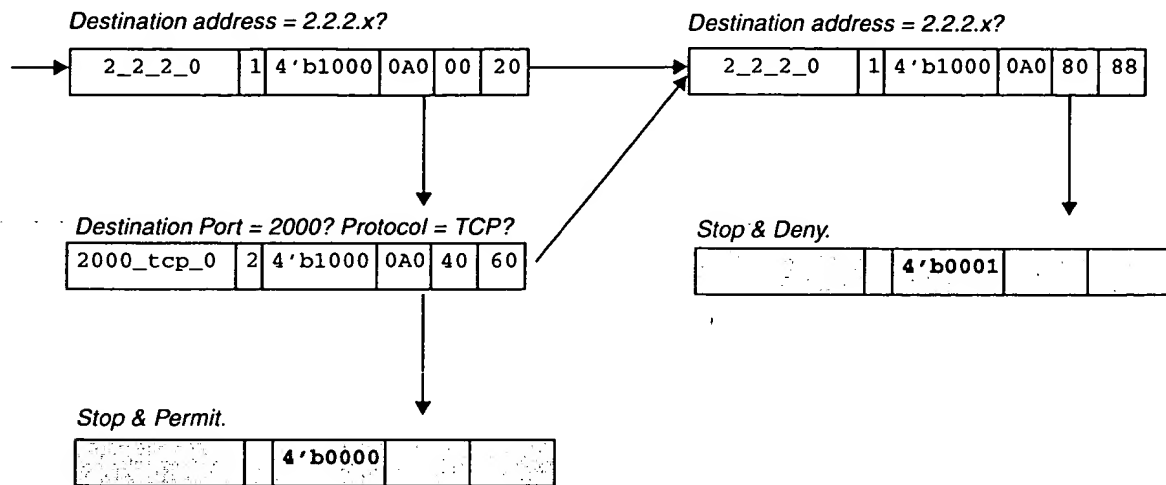 Destination address = 2.2.2.x?
2_2_2_0 1 4'b1000 0A0 00 20
Destination address = 2.2.2.x?
2_2_2_0 1 4'b1000 0A0 80 88
Destination Port = 2000? Protocol = TCP?
2000_tcp_0 2 4'b1000 0A0 40 60
Stop & Deny.
4'b0001
Stop & Permit.
4'b0000